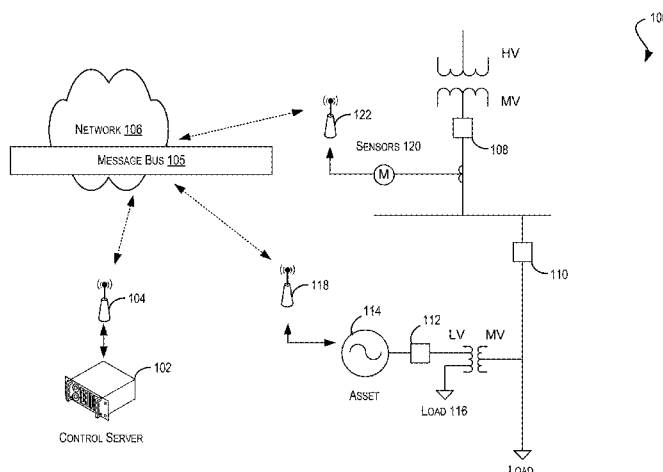 10
HV
MV
NETWORK 106
122
SENSORS 120
108
MESSAGE BUS 105
M
110
118
104
114
112
LV
MV
102
ASSET
LOAD 116
CONTROL SERVER
LOAD